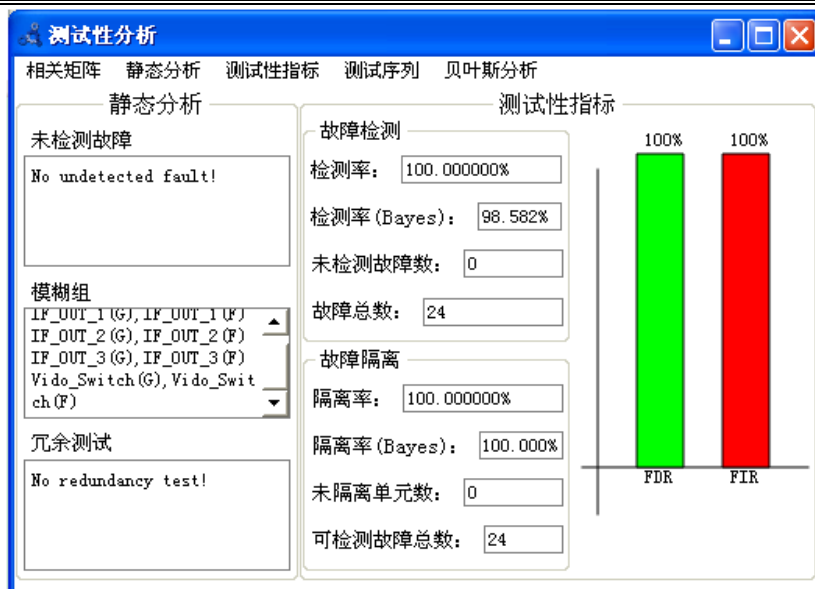 测试性分析
相关矩阵 静态分析 测试性指标 测试序列 贝叶斯分析
静态分析
未检测故障
No undetected fault!
模糊组
IF_OUT_1(G),IF_OUT_1(F)
IF_OUT_2(G),IF_OUT_2(F)
IF_OUT_3(G),IF_OUT_3(F)
Vido_Switch(G),Vido_Swit
ch(F)
冗余测试
No redundancy test!
测试性指标
故障检测
检测率： 100.000000%
检测率(Bayes)： 98.582%
未检测故障数： 0
故障总数： 24
故障隔离
隔离率： 100.000000%
隔离率(Bayes)： 100.000%
未隔离单元数： 0
可检测故障总数： 24
100% 100%
FDR FIR